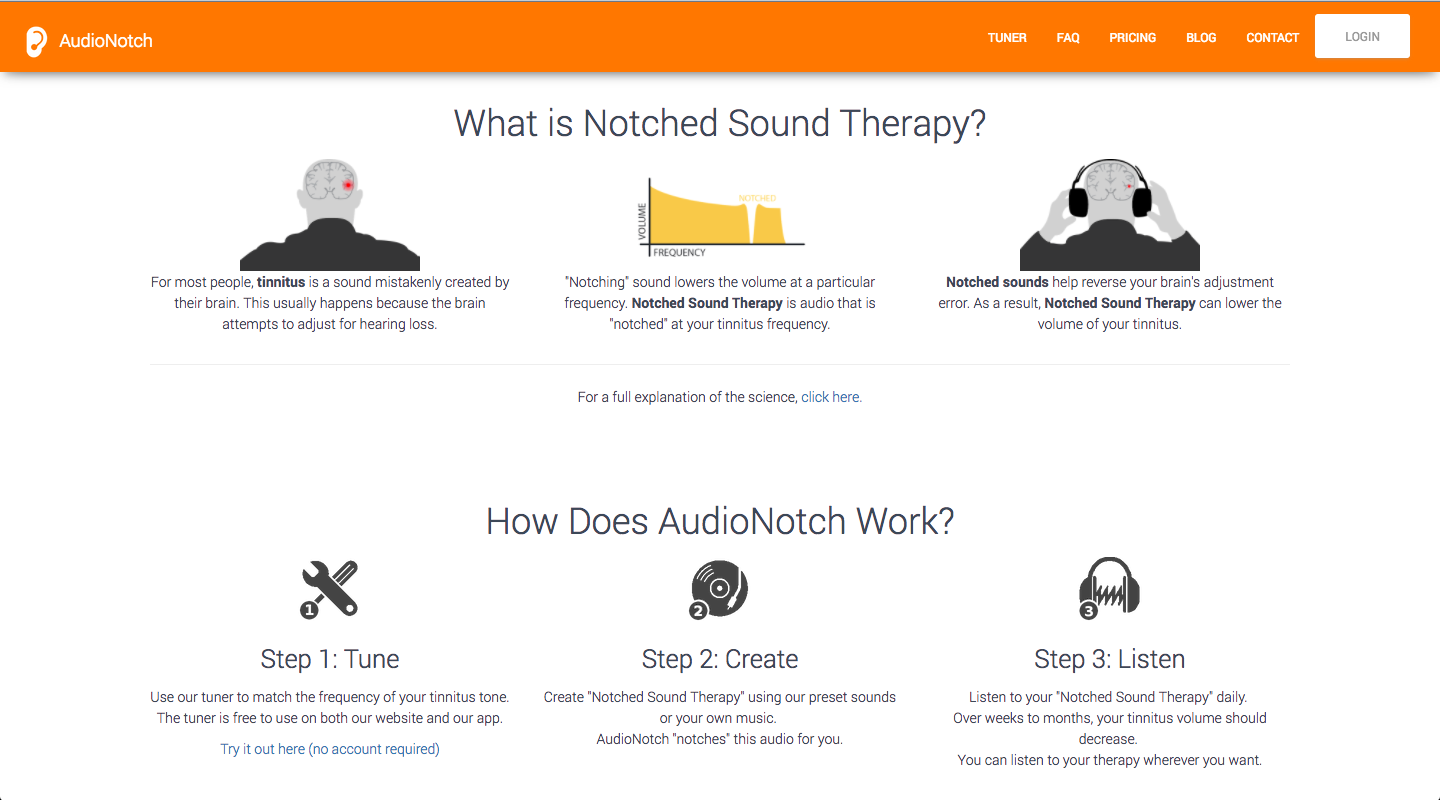 AudioNotch
TUNER
FAQ
PRICING
BLOG
CONTACT
LOGIN
What is Notched Sound Therapy?
For most people, tinnitus is a sound mistakenly created by
their brain. This usually happens because the brain
attempts to adjust for hearing loss.
VOLUME
NOTCHED
FREQUENCY
"Notching" sound lowers the volume at a particular
frequency. Notched Sound Therapy is audio that is
"notched" at your tinnitus frequency.
Notched sounds help reverse your brain's adjustment
error. As a result, Notched Sound Therapy can lower the
volume of your tinnitus.
For a full explanation of the science, click here.
How Does AudioNotch Work?
1
Step 1: Tune
Use our tuner to match the frequency of your tinnitus tone.
The tuner is free to use on both our website and our app.
Try it out here (no account required)
2
Step 2: Create
Create "Notched Sound Therapy" using our preset sounds
or your own music.
AudioNotch "notches" this audio for you.
3
Step 3: Listen
Listen to your "Notched Sound Therapy" daily.
Over weeks to months, your tinnitus volume should
decrease.
You can listen to your therapy wherever you want.